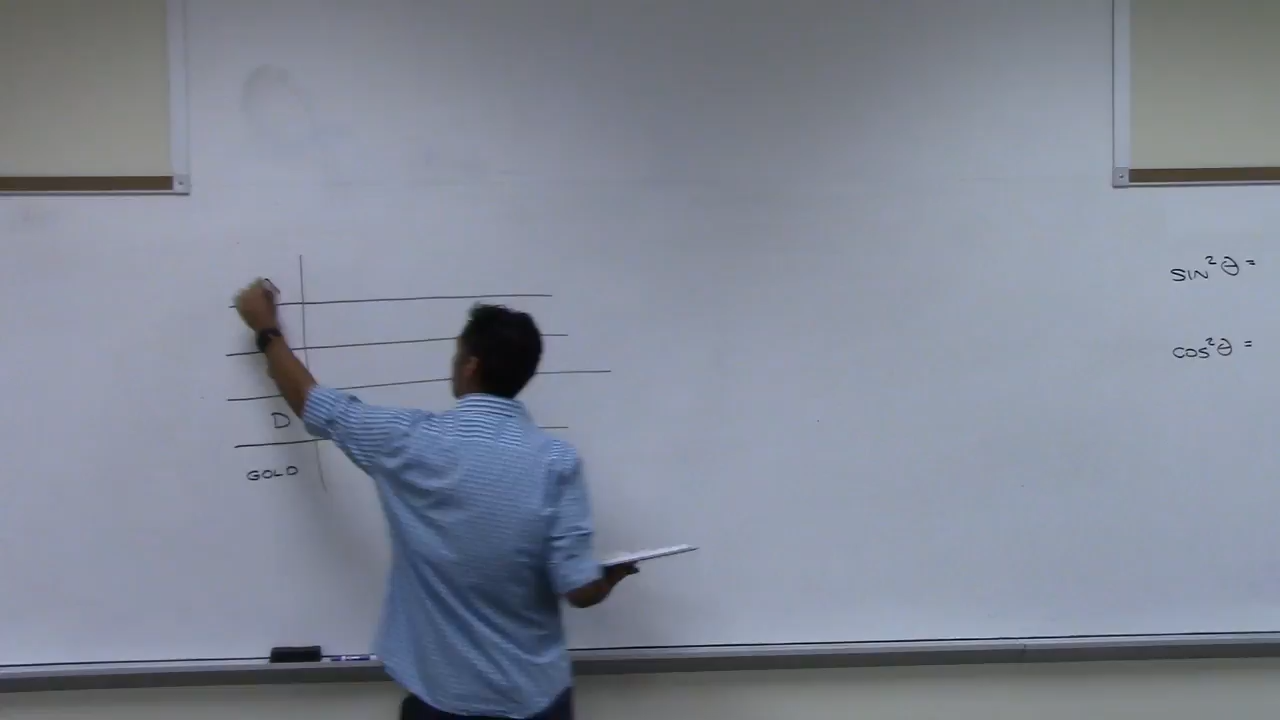 D
GOLD
SIN²θ =
COS²θ =